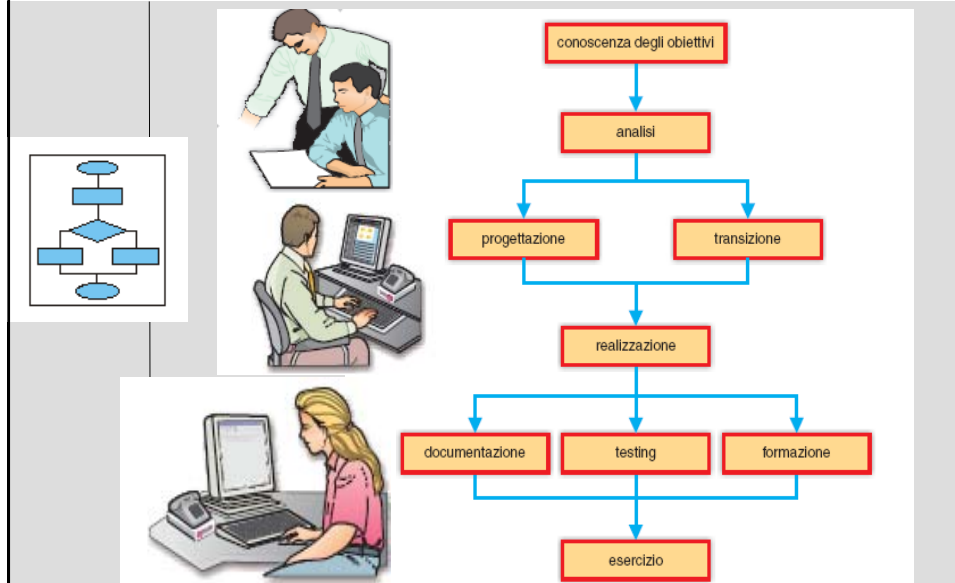 conoscenza degli obiettivi
analisi
progettazione
transizione
realizzazione
documentazione
testing
formazione
esercizio